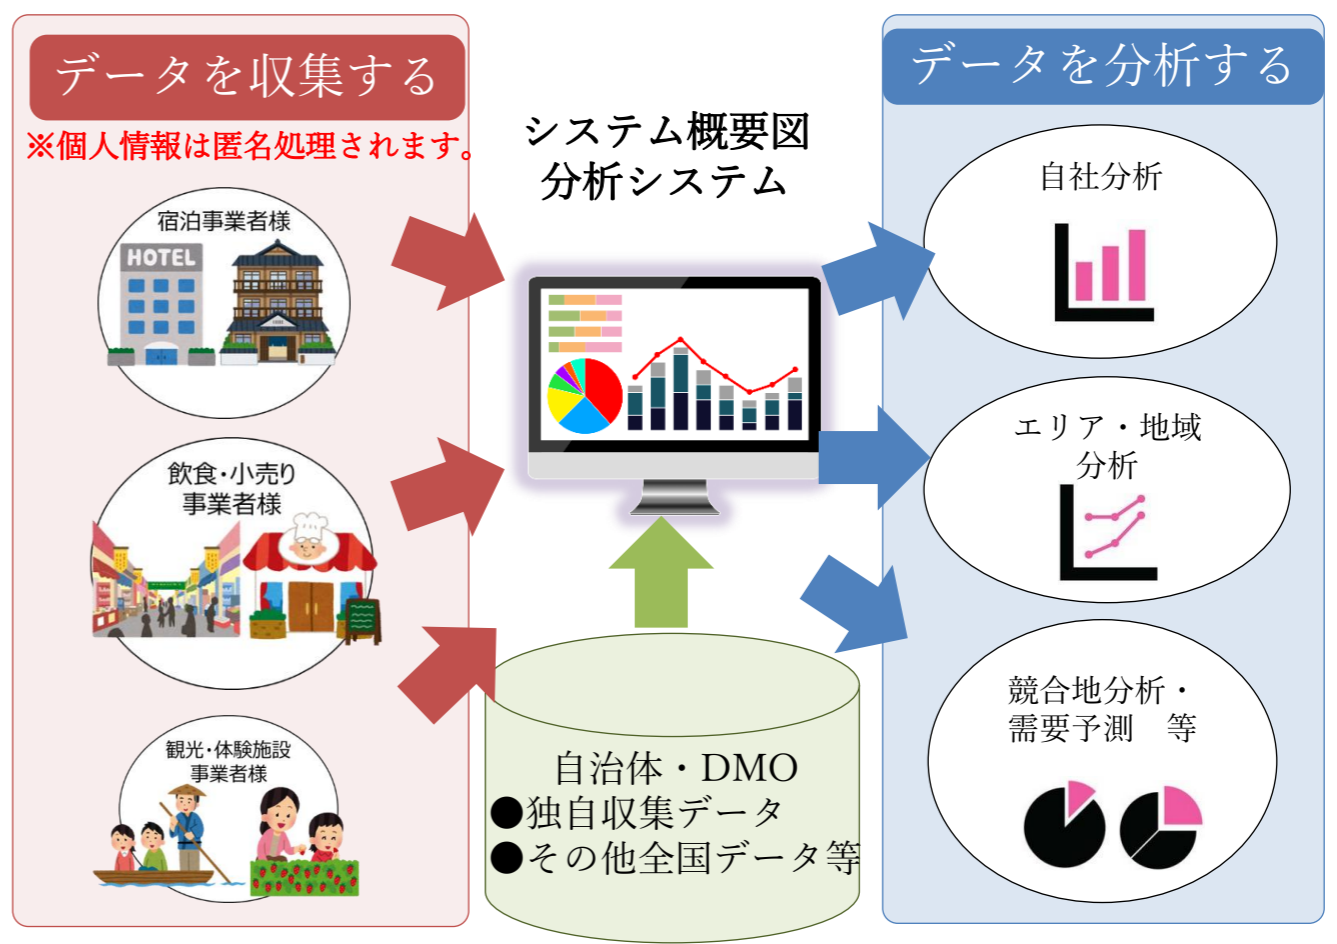 データを収集する
※個人情報は匿名処理されます。
宿泊事業者様
HOTEL
飲食・小売り
事業者様
観光・体験施設
事業者様
システム概要図
分析システム
自治体・DMO
●独自収集データ
●その他全国データ等
データを分析する
自社分析
エリア・地域
分析
競合地分析・
需要予測　等